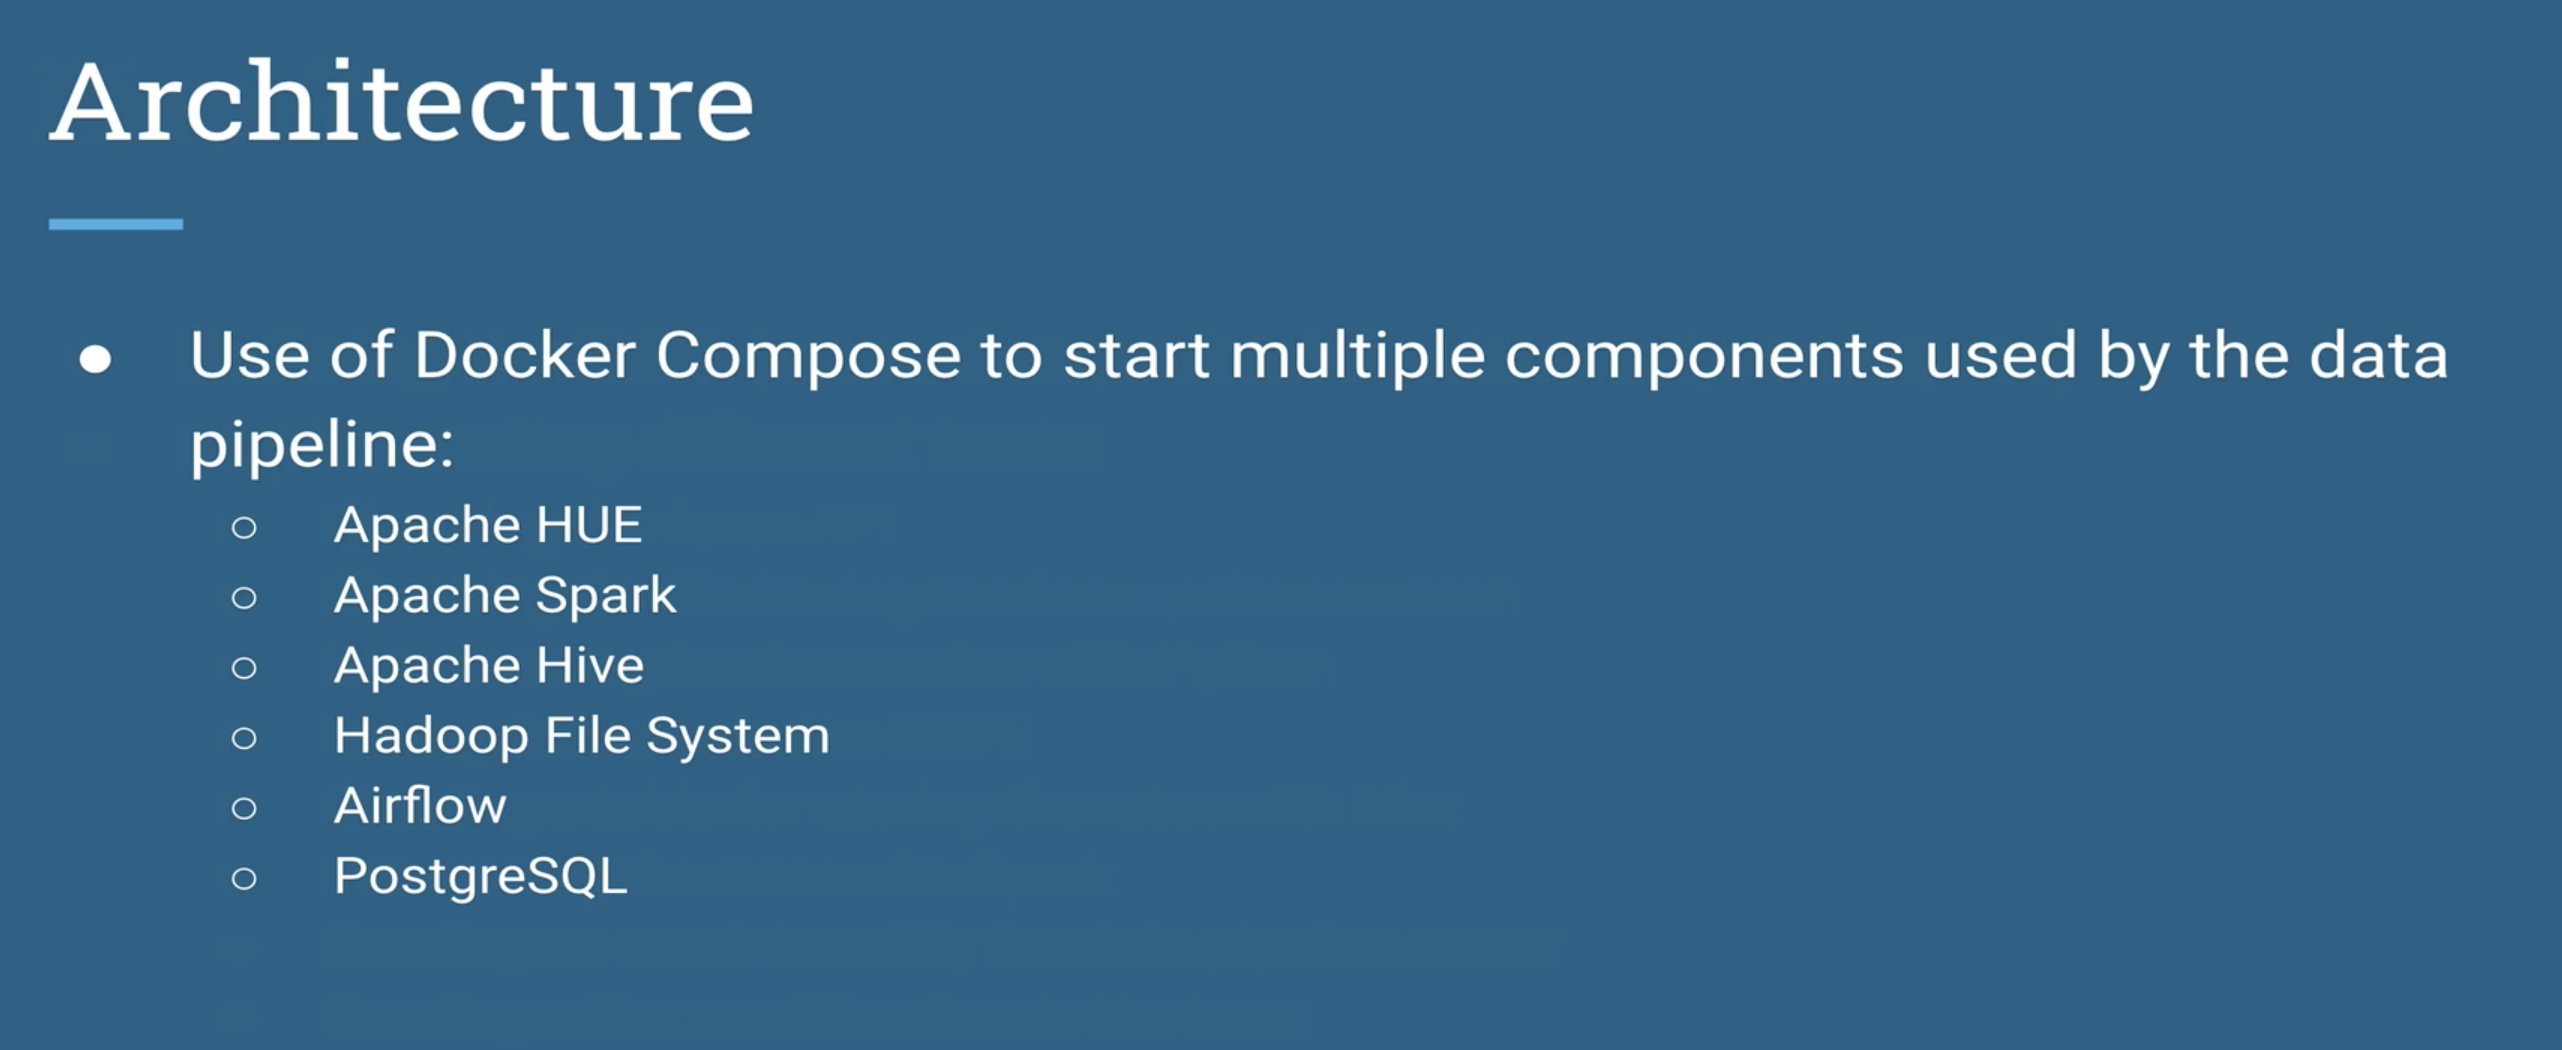 Architecture
● Use of Docker Compose to start multiple components used by the data
pipeline:
○ Apache HUE
○ Apache Spark
○ Apache Hive
○ Hadoop File System
○ Airflow
○ PostgreSQL